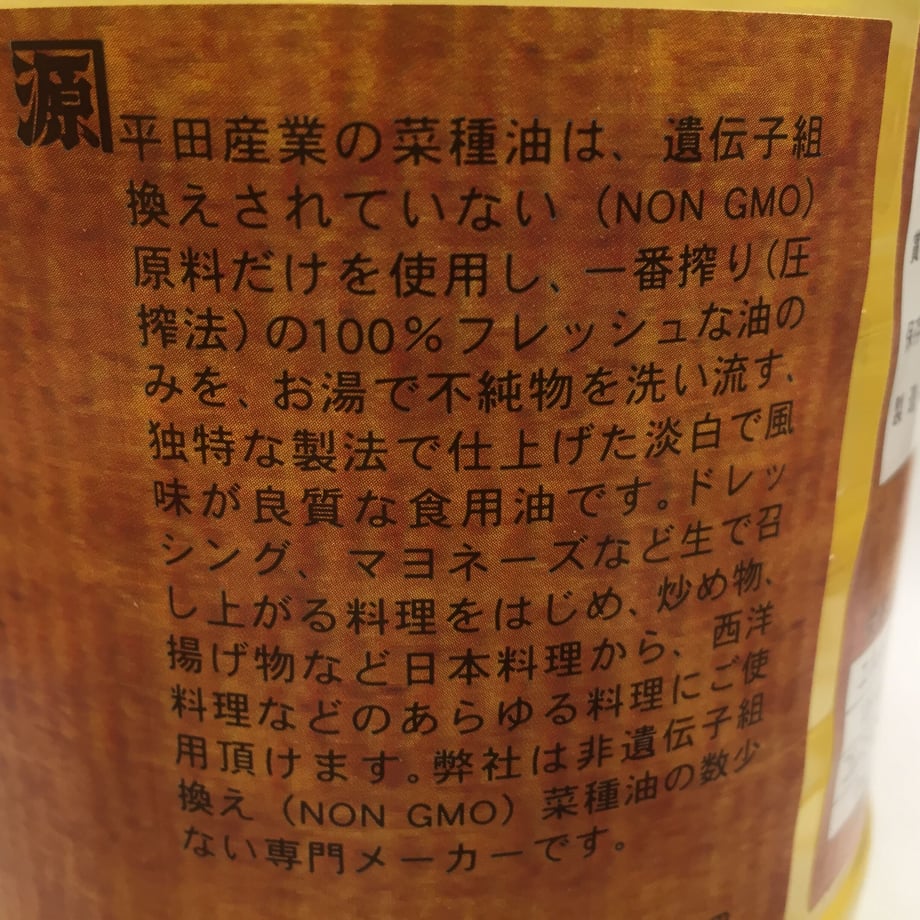 源
平田産業の菜種油は、遺伝子組
換えされていない（NON GMO）
原料だけを使用し、一番搾り（圧
搾法）の100％フレッシュな油の
みを、お湯で不純物を洗い流す、
独特な製法で仕上げた淡白で風
味が良質な食用油です。ドレッ
シング、マヨネーズなど生で召
し上がる料理をはじめ、炒め物、
揚げ物など日本料理から、西洋
料理などのあらゆる料理にご使
用頂けます。弊社は非遺伝子組
換え（NON GMO）菜種油の数少
ない専門メーカーです。